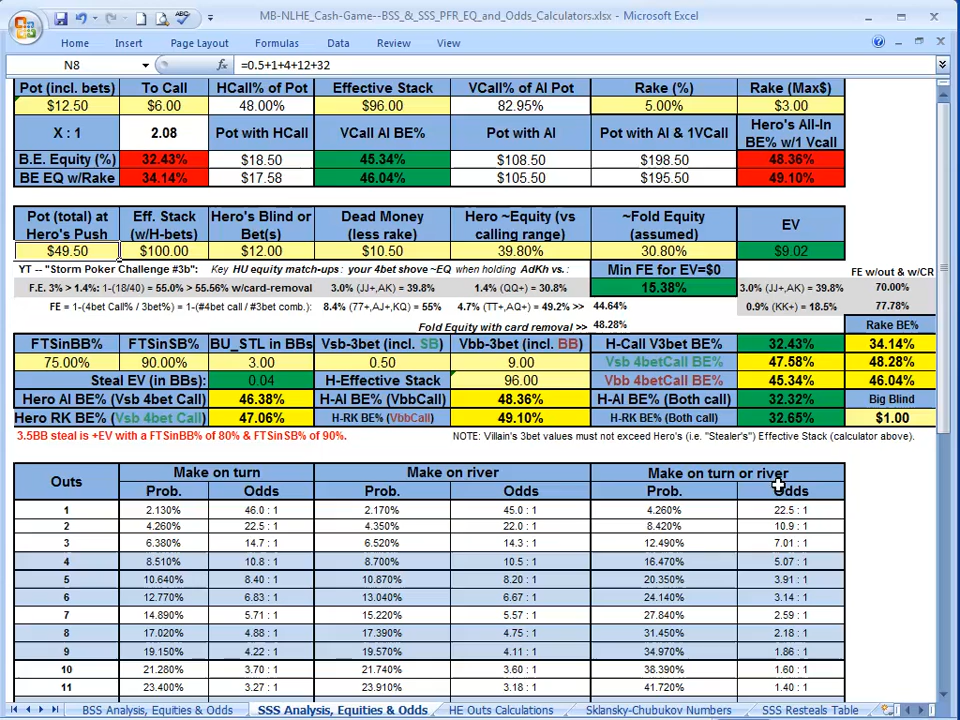 MB-NLHE_Cash-Game--BSS_&_SSS_PFR_EQ_and_Odds_Calculators.xlsx - Microsoft Excel
Home Insert Page Layout Formulas Data Review View
N8 fx =0.5+1+4+12+32
Pot (incl. bets) To Call HCall% of Pot Effective Stack VCall% of AI Pot Rake (%) Rake (Max$)
$12.50 $6.00 48.00% $96.00 82.95% 5.00% $3.00
X : 1 2.08 Pot with HCall VCall AI BE% Pot with AI Pot with AI & 1VCall Hero's All-In BE% w/1 Vcall
B.E. Equity (%) 32.43% $18.50 45.34% $108.50 $198.50 48.36%
BE EQ w/Rake 34.14% $17.58 46.04% $105.50 $195.50 49.10%
Pot (total) at Hero's Push Eff. Stack (w/H-bets) Hero's Blind or Bet(s) Dead Money (less rake) Hero ~Equity (vs calling range) ~Fold Equity (assumed) EV
$49.50 $100.00 $12.00 $10.50 39.80% 30.80% $9.02
YT -- "Storm Poker Challenge #3b": Key HU equity match-ups: your 4bet shove ~EQ when holding AdKh vs.: Min FE for EV=$0 FE w/out & w/CR
F.E. 3% > 1.4%: 1-(18/40) = 55.0% > 55.56% w/card-removal 3.0% (JJ+,AK) = 39.8% 1.4% (QQ+) = 30.8% 15.38% 3.0% (JJ+,AK) = 39.8% 70.00%
FE = 1-(4bet Call% / 3bet%) = 1-(#4bet call / #3bet comb.) 8.4% (77+,AJ+,KQ) = 55% 4.7% (TT+,AQ+) = 49.2% >> 44.64% 0.9% (KK+) = 18.5% 77.78%
Fold Equity with card removal >> 48.28% Rake BE%
FTSinBB% FTSinSB% BU_STL in BBs Vsb-3bet (incl. SB) Vbb-3bet (incl. BB) H-Call V3bet BE% 32.43% 34.14%
75.00% 90.00% 3.00 0.50 9.00 Vsb 4betCall BE% 47.58% 48.28%
Steal EV (in BBs): 0.04 H-Effective Stack 96.00 Vbb 4betCall BE% 45.34% 46.04%
Hero AI BE% (Vsb 4bet Call) 46.38% H-AI BE% (VbbCall) 48.36% H-AI BE% (Both call) 32.32% Big Blind
Hero RK BE% (Vsb 4bet Call) 47.06% H-RK BE% (VbbCall) 49.10% H-RK BE% (Both call) 32.65% $1.00
3.5BB steal is +EV with a FTSinBB% of 80% & FTSinSB% of 90%. NOTE: Villain's 3bet values must not exceed Hero's (i.e. "Stealer's") Effective Stack (calculator above).
Outs Make on turn Make on river Make on turn or river
Prob. Odds Prob. Odds Prob. Odds
1 2.130% 46.0 : 1 2.170% 45.0 : 1 4.260% 22.5 : 1
2 4.260% 22.5 : 1 4.350% 22.0 : 1 8.420% 10.9 : 1
3 6.380% 14.7 : 1 6.520% 14.3 : 1 12.490% 7.01 : 1
4 8.510% 10.8 : 1 8.700% 10.5 : 1 16.470% 5.07 : 1
5 10.640% 8.40 : 1 10.870% 8.20 : 1 20.350% 3.91 : 1
6 12.770% 6.83 : 1 13.040% 6.67 : 1 24.140% 3.14 : 1
7 14.890% 5.71 : 1 15.220% 5.57 : 1 27.840% 2.59 : 1
8 17.020% 4.88 : 1 17.390% 4.75 : 1 31.450% 2.18 : 1
9 19.150% 4.22 : 1 19.570% 4.11 : 1 34.970% 1.86 : 1
10 21.280% 3.70 : 1 21.740% 3.60 : 1 38.390% 1.60 : 1
11 23.400% 3.27 : 1 23.910% 3.18 : 1 41.720% 1.40 : 1
BSS Analysis, Equities & Odds SSS Analysis, Equities & Odds HE Outs Calculations Sklansky-Chubukov Numbers SSS Resteals Table